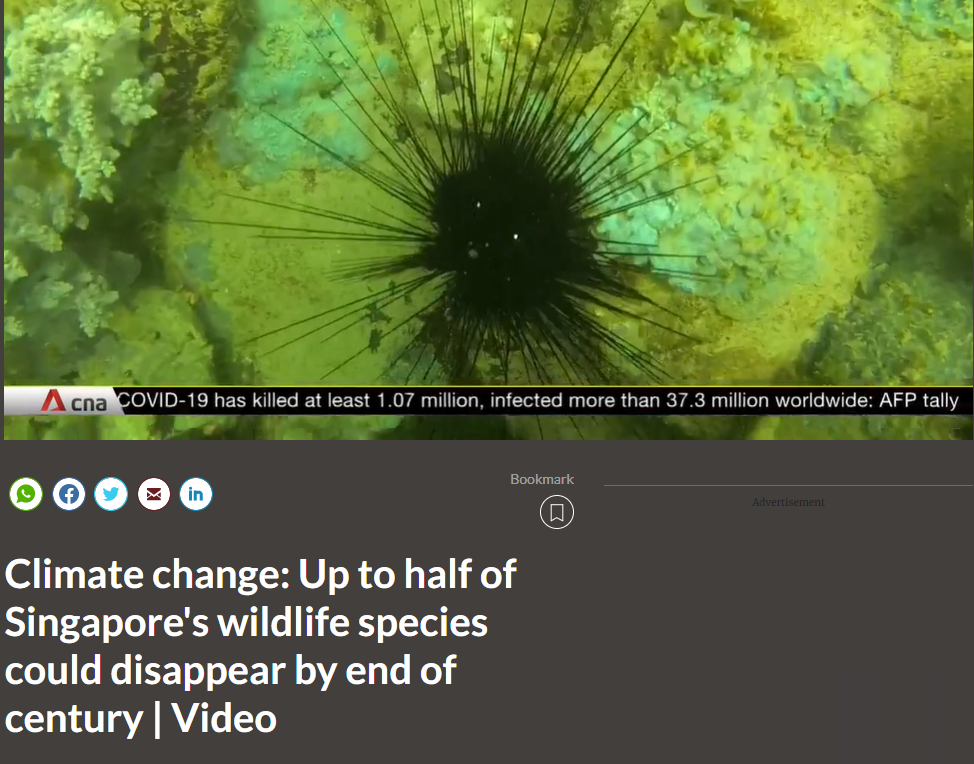 cna
COVID-19 has killed at least 1.07 million, infected more than 37.3 million worldwide: AFP tally
Bookmark
Advertisement
Climate change: Up to half of
Singapore's wildlife species
could disappear by end of
century | Video